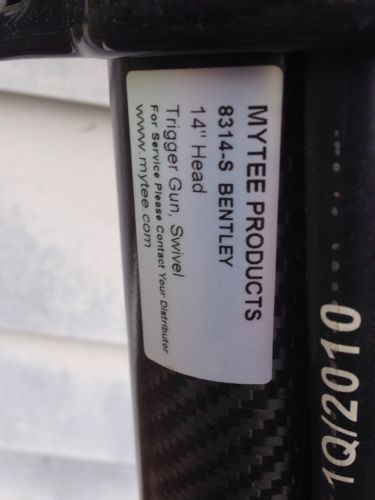 MYTEE PRODUCTS
8314-S BENTLEY
14" Head
Trigger Gun, Swivel
For Service Please Contact Your Distributor
www.mytee.com
1Q/2010